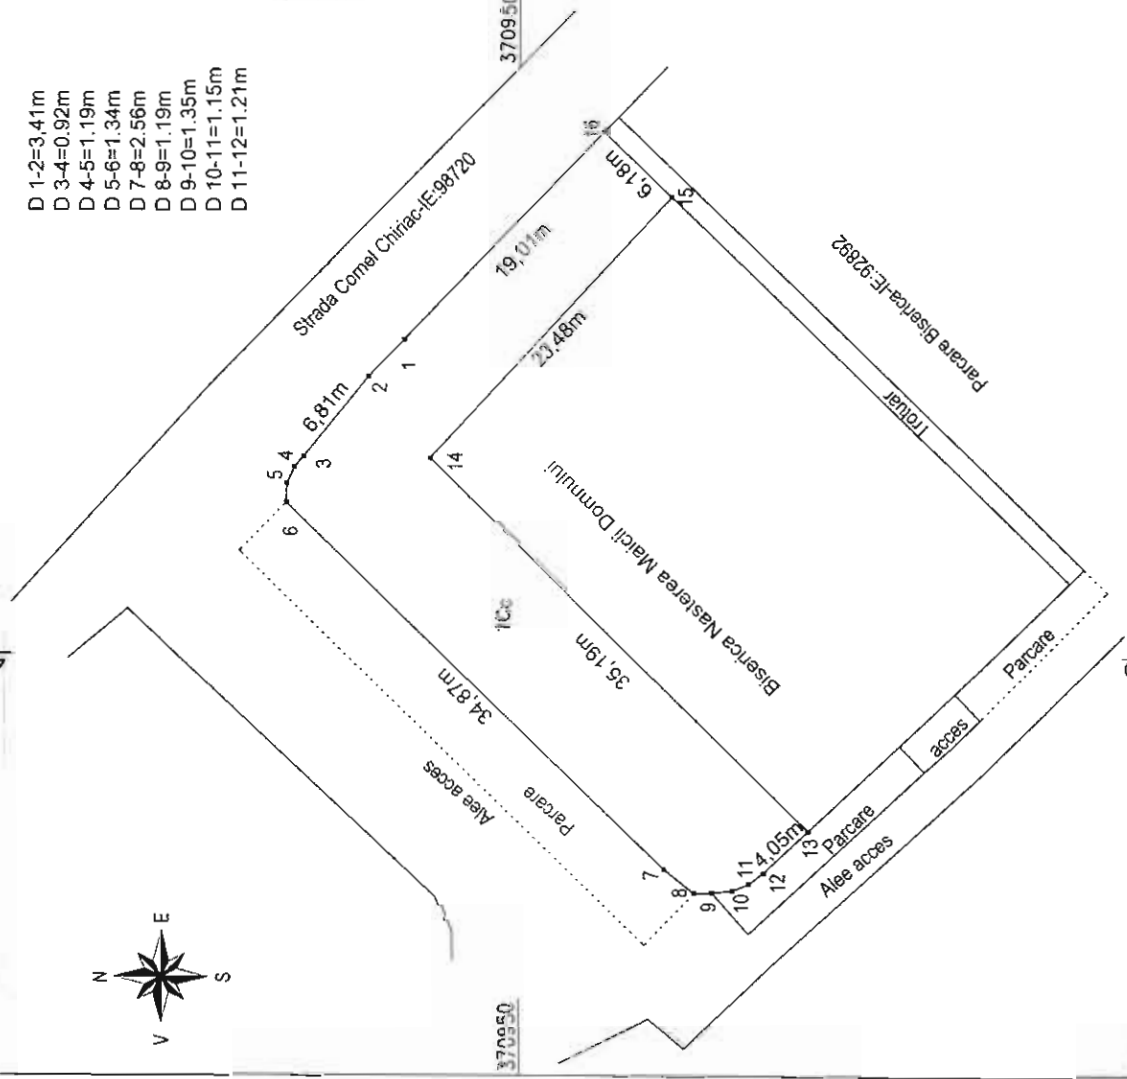 D 1-2=3,41m
D 3-4=0.92m
D 4-5=1.19m
D 5-6=1.34m
D 7-8=2.56m
D 8-9=1.19m
D 9-10=1.35m
D 10-11=1.15m
D 11-12=1.21m
370950
Strada Cornel Chiriac-IE:98720
16
6,18m
15
19,01m
23,48m
1
2
6,81m
3
4
5
6
14
Parcare Biserica-IE:92892
Trotuar
Biserica Nasterea Maicii Domnului
1Cc
35,19m
34,87m
Alee acces
Parcare
7
8
9
10
11
12
4,05m
13
Parcare
acces
Parcare
Alee acces
N
E
S
V
370950